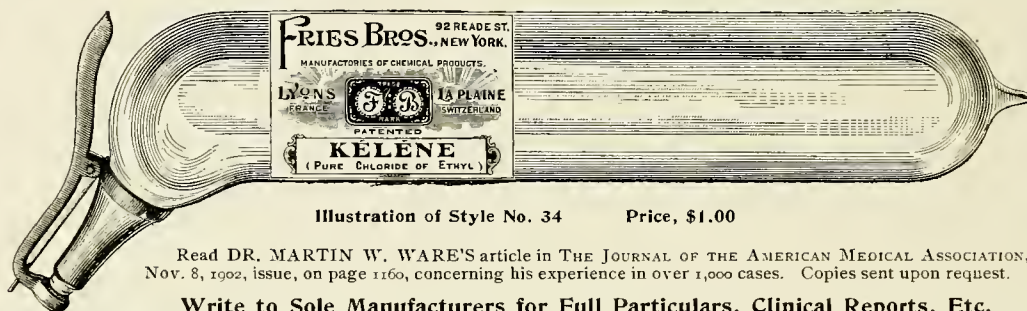 FRIES BROS., 92 READE ST. NEW YORK.
MANUFACTORIES OF CHEMICAL PRODUCTS.
LYONS FRANCE
TRADE
F B
MARK
LA PLAINE SWITZERLAND
PATENTED
KÉLÈNE
(PURE CHLORIDE OF ETHYL)
Illustration of Style No. 34 Price, $1.00
Read DR. MARTIN W. WARE'S article in THE JOURNAL OF THE AMERICAN MEDICAL ASSOCIATION,
Nov. 8, 1902, issue, on page 1160, concerning his experience in over 1,000 cases. Copies sent upon request.
Write to Sole Manufacturers for Full Particulars, Clinical Reports, Etc.